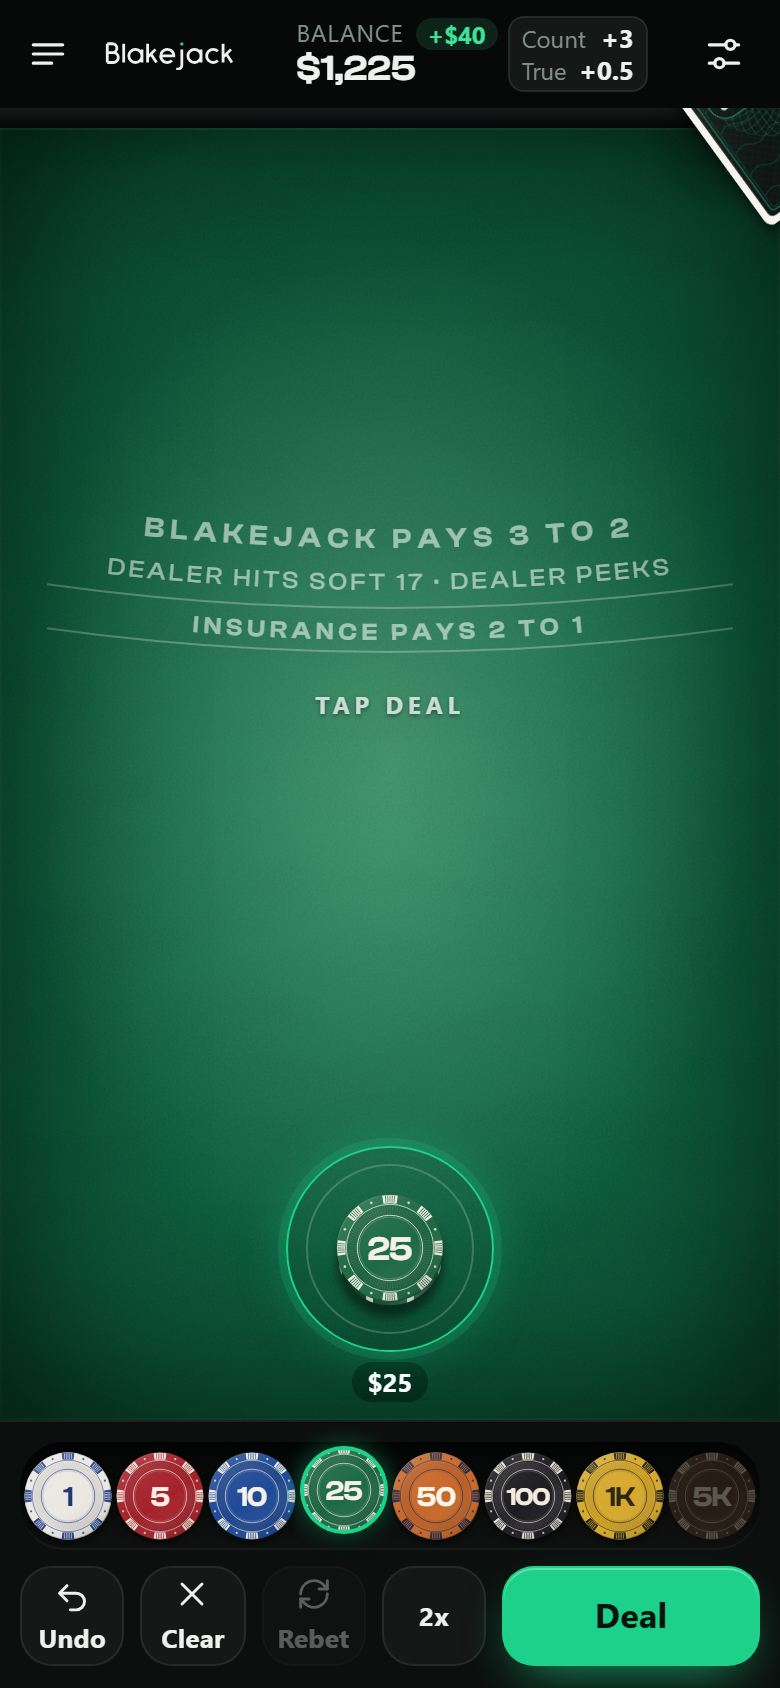 Blakejack
BALANCE +$40
$1,225
Count +3
True +0.5
BLAKEJACK PAYS 3 TO 2
DEALER HITS SOFT 17 · DEALER PEEKS
INSURANCE PAYS 2 TO 1
TAP DEAL
25
$25
1 5 10 25 50 100 1K 5K
Undo Clear Rebet 2x Deal